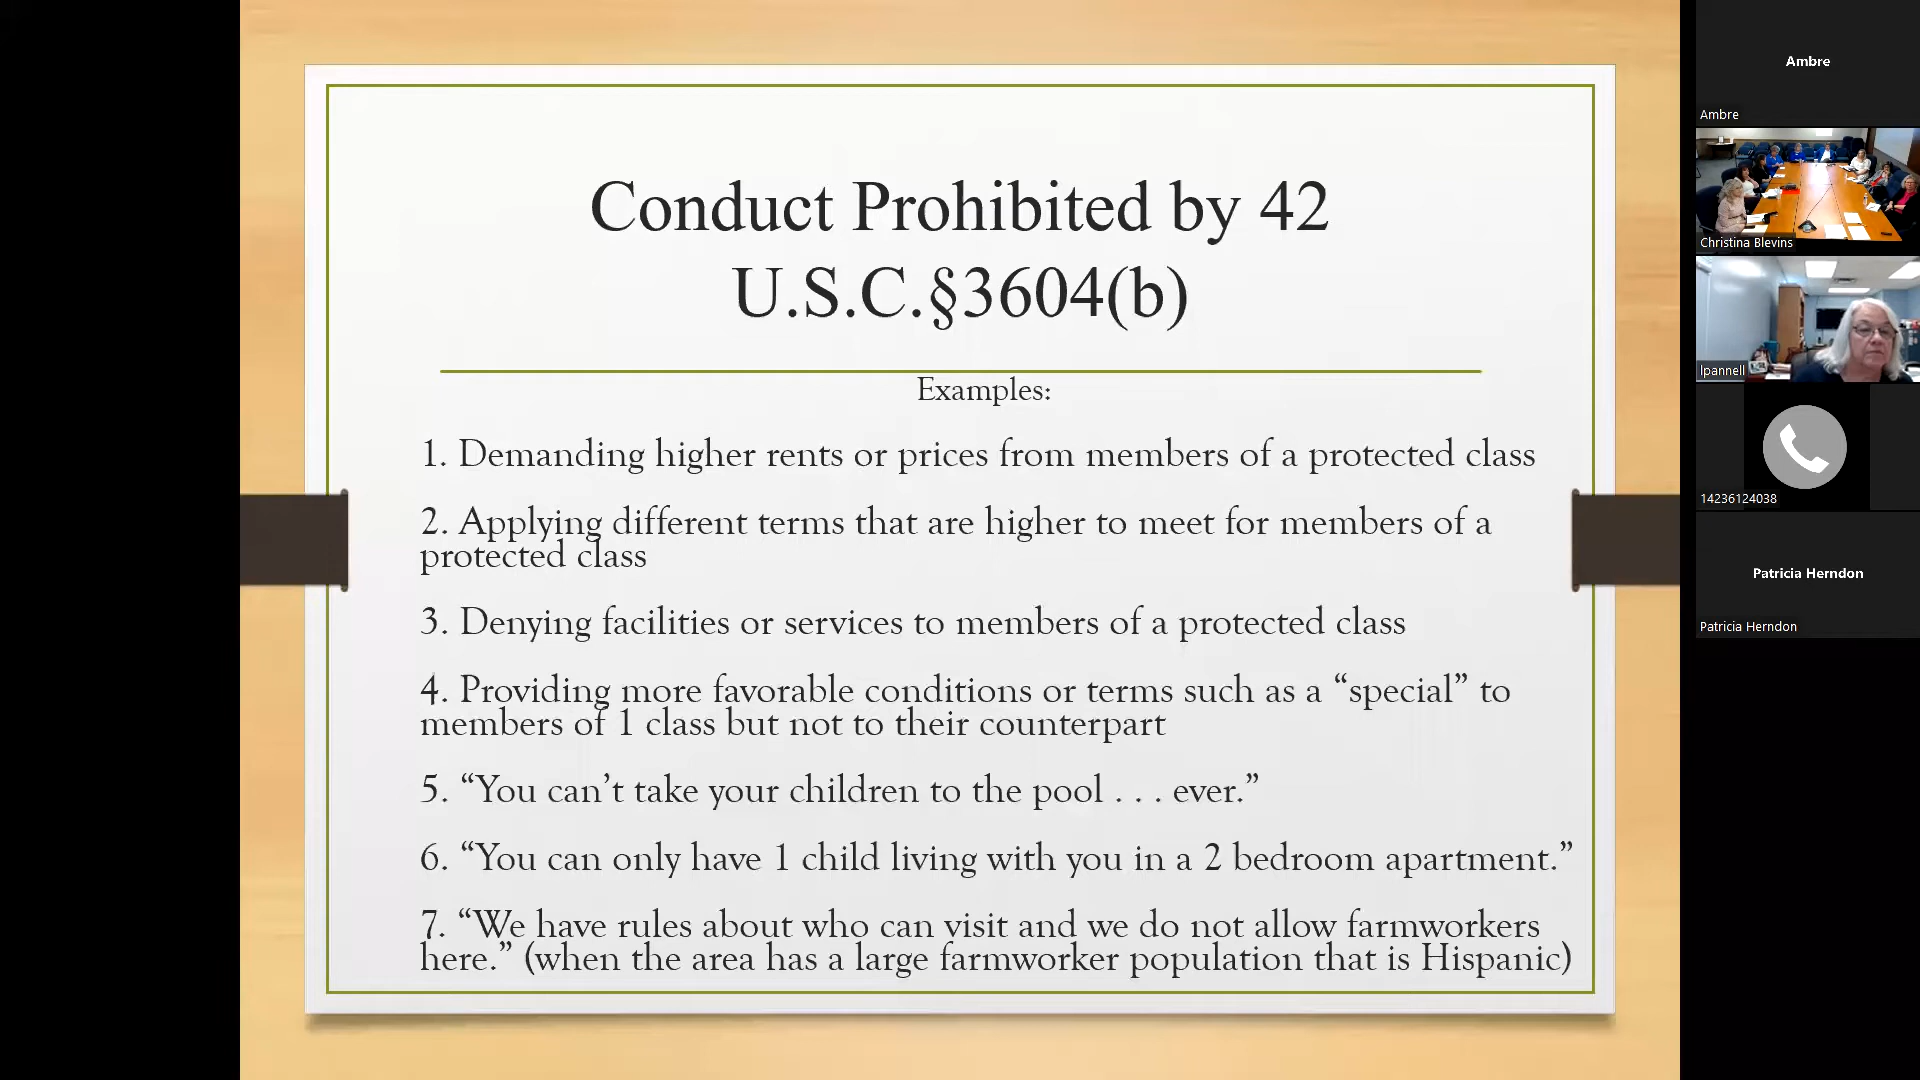 Conduct Prohibited by 42
U.S.C.§3604(b)
Examples:
1. Demanding higher rents or prices from members of a protected class
2. Applying different terms that are higher to meet for members of a
protected class
3. Denying facilities or services to members of a protected class
4. Providing more favorable conditions or terms such as a “special” to
members of 1 class but not to their counterpart
5. “You can’t take your children to the pool . . . ever.”
6. “You can only have 1 child living with you in a 2 bedroom apartment.”
7. “We have rules about who can visit and we do not allow farmworkers
here.” (when the area has a large farmworker population that is Hispanic)
Ambre
Ambre
Christina Blevins
lpannell
14236124038
Patricia Herndon
Patricia Herndon